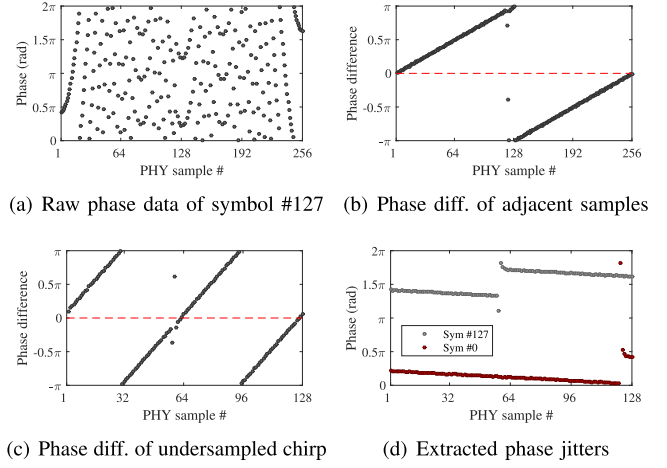 2π
1.5π
π
0.5π
0
Phase (rad)
1 64 128 192 256
PHY sample #
π
0.5π
0
-0.5π
-π
Phase difference
1 64 128 192 256
PHY sample #
(a) Raw phase data of symbol #127
(b) Phase diff. of adjacent samples
π
0.5π
0
-0.5π
-π
Phase difference
1 32 64 96 128
PHY sample #
2π
1.5π
π
0.5π
0
Phase (rad)
Sym #127
Sym #0
1 32 64 96 128
PHY sample #
(c) Phase diff. of undersampled chirp
(d) Extracted phase jitters